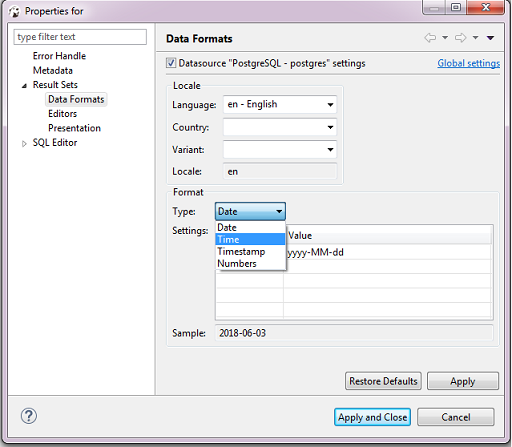 Properties for
type filter text
Error Handle
Metadata
Result Sets
Data Formats
Editors
Presentation
SQL Editor
Data Formats
Datasource "PostgreSQL - postgres" settings
Global settings
Locale
Language: en - English
Country:
Variant:
Locale: en
Format
Type: Date
Date
Time
Timestamp
Numbers
Settings:
Value
yyyy-MM-dd
Sample: 2018-06-03
Restore Defaults
Apply
?
Apply and Close
Cancel